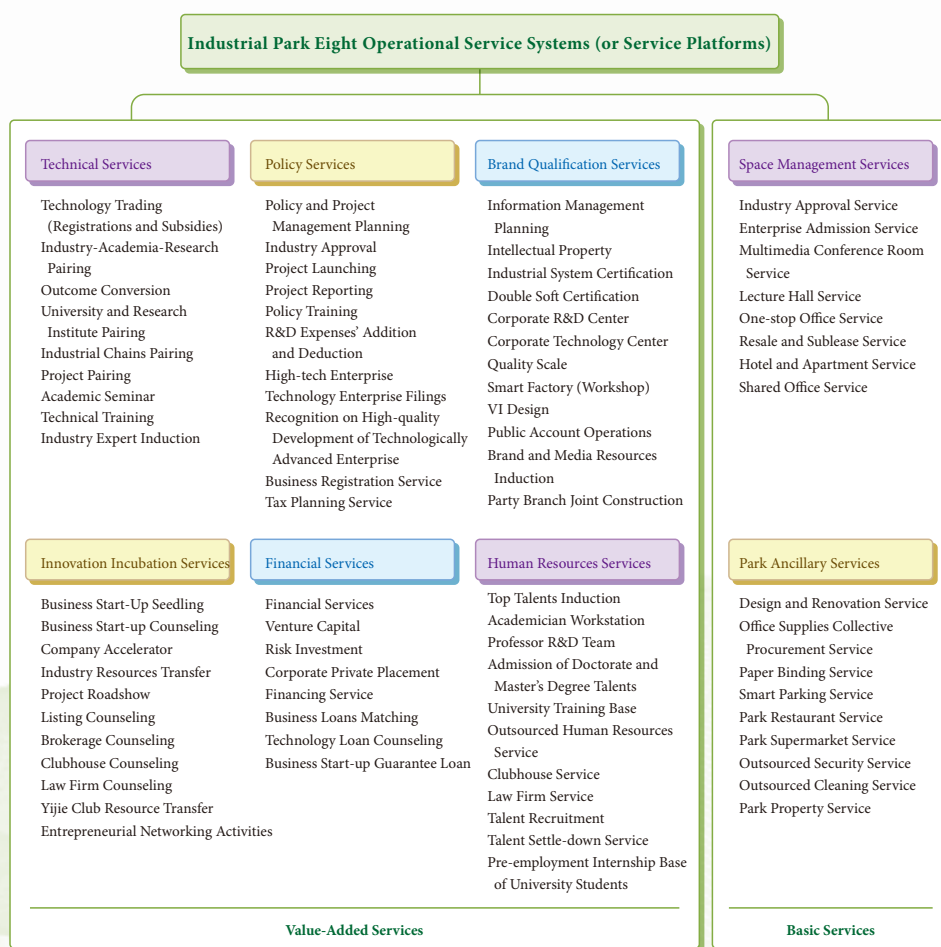 Industrial Park Eight Operational Service Systems (or Service Platforms)
Technical Services
Technology Trading
(Registrations and Subsidies)
Industry-Academia-Research
Pairing
Outcome Conversion
University and Research
Institute Pairing
Industrial Chains Pairing
Project Pairing
Academic Seminar
Technical Training
Industry Expert Induction
Policy Services
Policy and Project
Management Planning
Industry Approval
Project Launching
Project Reporting
Policy Training
R&D Expenses’ Addition
and Deduction
High-tech Enterprise
Technology Enterprise Filings
Recognition on High-quality
Development of Technologically
Advanced Enterprise
Business Registration Service
Tax Planning Service
Brand Qualification Services
Information Management
Planning
Intellectual Property
Industrial System Certification
Double Soft Certification
Corporate R&D Center
Corporate Technology Center
Quality Scale
Smart Factory (Workshop)
VI Design
Public Account Operations
Brand and Media Resources
Induction
Party Branch Joint Construction
Space Management Services
Industry Approval Service
Enterprise Admission Service
Multimedia Conference Room
Service
Lecture Hall Service
One-stop Office Service
Resale and Sublease Service
Hotel and Apartment Service
Shared Office Service
Innovation Incubation Services
Business Start-Up Seedling
Business Start-up Counseling
Company Accelerator
Industry Resources Transfer
Project Roadshow
Listing Counseling
Brokerage Counseling
Clubhouse Counseling
Law Firm Counseling
Yijie Club Resource Transfer
Entrepreneurial Networking Activities
Financial Services
Financial Services
Venture Capital
Risk Investment
Corporate Private Placement
Financing Service
Business Loans Matching
Technology Loan Counseling
Business Start-up Guarantee Loan
Human Resources Services
Top Talents Induction
Academician Workstation
Professor R&D Team
Admission of Doctorate and
Master’s Degree Talents
University Training Base
Outsourced Human Resources
Service
Clubhouse Service
Law Firm Service
Talent Recruitment
Talent Settle-down Service
Pre-employment Internship Base
of University Students
Park Ancillary Services
Design and Renovation Service
Office Supplies Collective
Procurement Service
Paper Binding Service
Smart Parking Service
Park Restaurant Service
Park Supermarket Service
Outsourced Security Service
Outsourced Cleaning Service
Park Property Service
Value-Added Services
Basic Services